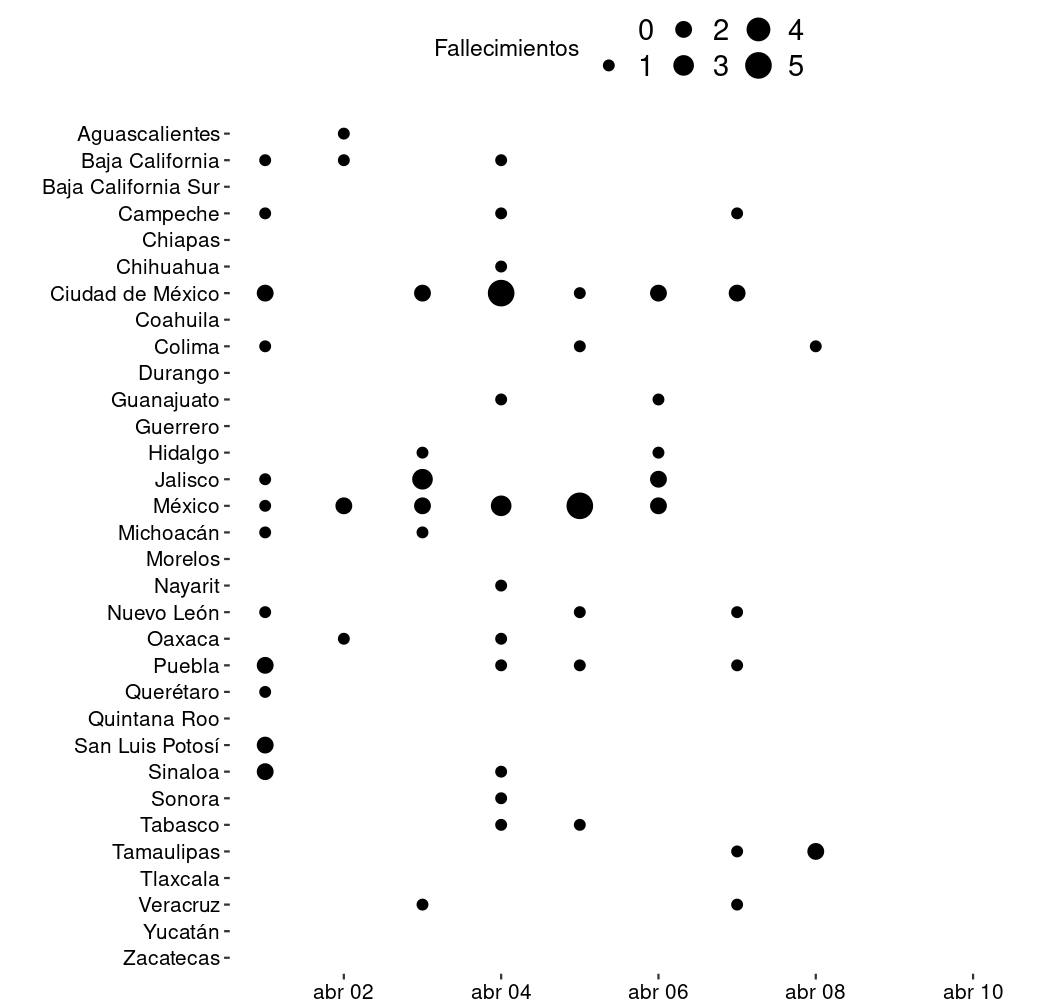 Fallecimientos
0 2 4
1 3 5
Aguascalientes
Baja California
Baja California Sur
Campeche
Chiapas
Chihuahua
Ciudad de México
Coahuila
Colima
Durango
Guanajuato
Guerrero
Hidalgo
Jalisco
México
Michoacán
Morelos
Nayarit
Nuevo León
Oaxaca
Puebla
Querétaro
Quintana Roo
San Luis Potosí
Sinaloa
Sonora
Tabasco
Tamaulipas
Tlaxcala
Veracruz
Yucatán
Zacatecas
abr 02 abr 04 abr 06 abr 08 abr 10